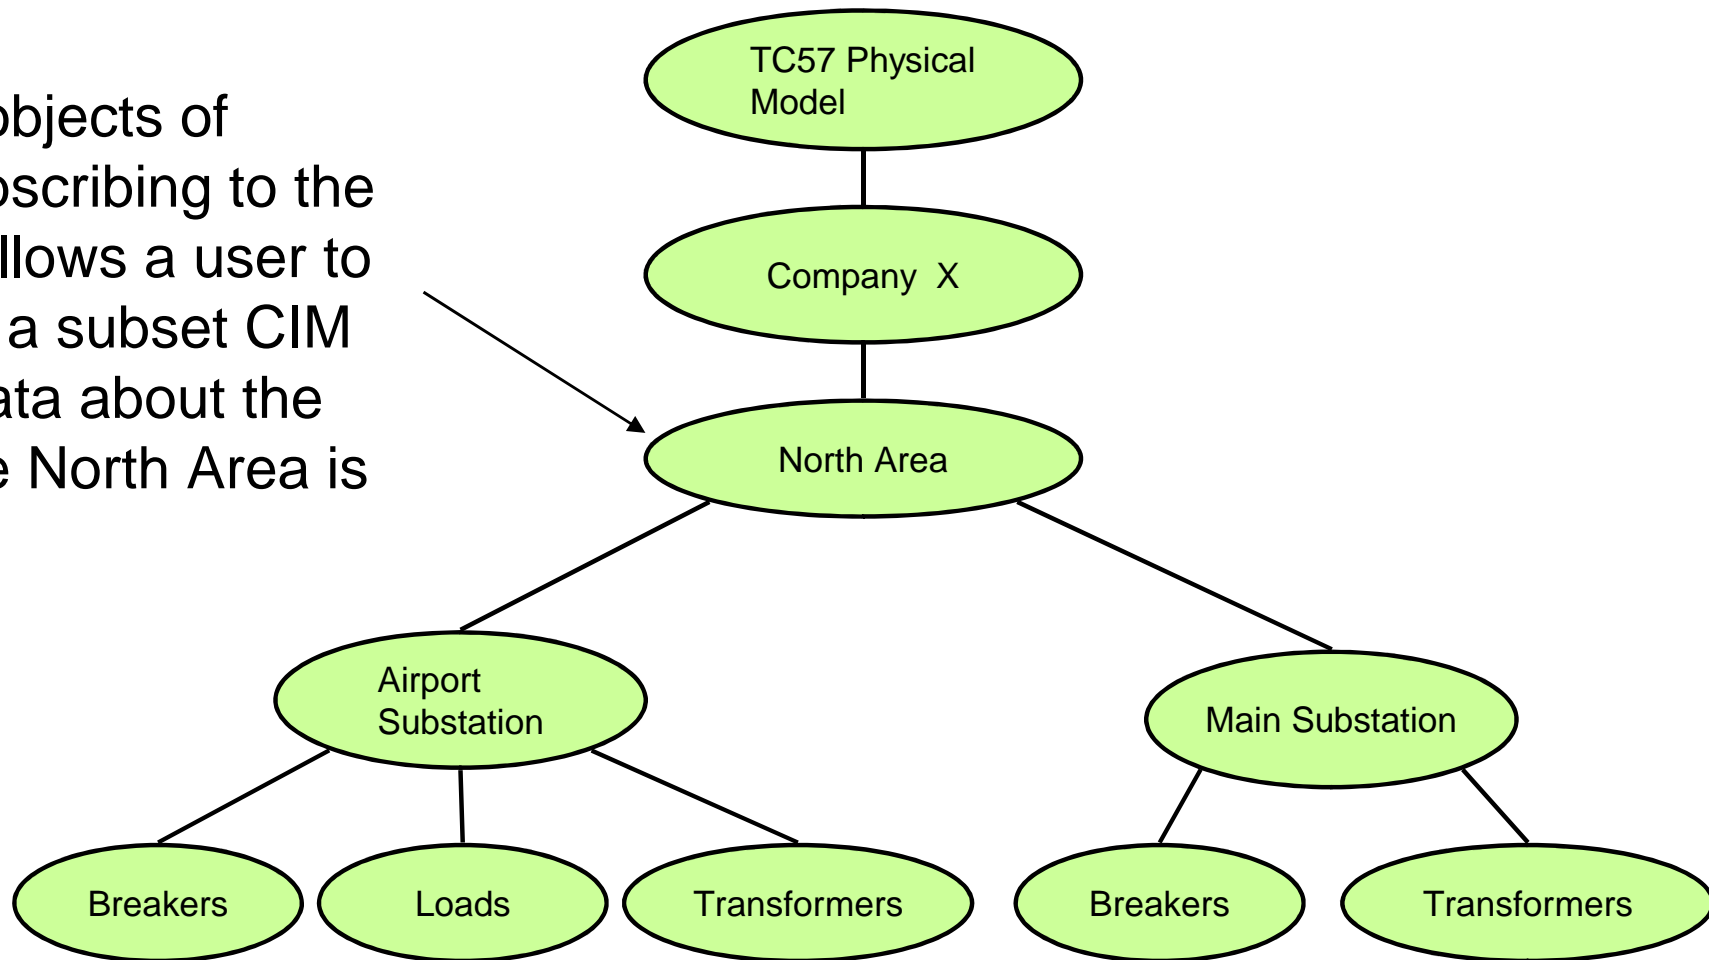 TC57 Physical
Model
objects of
bscribing to the
llows a user to
a subset CIM
ata about the
e North Area is
Company X
North Area
Airport
Substation
Main Substation
Breakers
Loads
Transformers
Breakers
Transformers